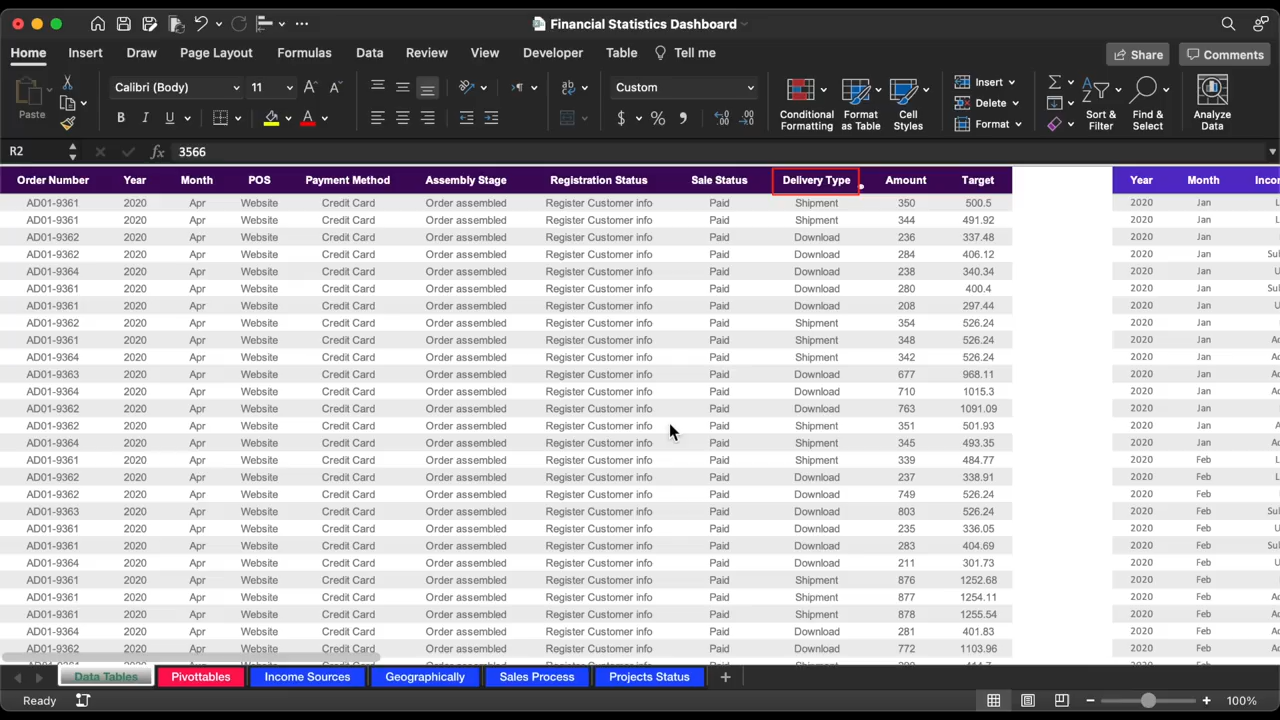 Financial Statistics Dashboard
Home Insert Draw Page Layout Formulas Data Review View Developer Table Tell me Share Comments
Paste Calibri (Body) 11 Custom Conditional Formatting Format as Table Cell Styles Insert Delete Format Sort & Filter Find & Select Analyze Data
R2 fx 3566
Order Number Year Month POS Payment Method Assembly Stage Registration Status Sale Status Delivery Type Amount Target Year Month Incor
AD01-9361 2020 Apr Website Credit Card Order assembled Register Customer info Paid Shipment 350 500.5 2020 Jan L
AD01-9361 2020 Apr Website Credit Card Order assembled Register Customer info Paid Shipment 344 491.92 2020 Jan L
AD01-9362 2020 Apr Website Credit Card Order assembled Register Customer info Paid Download 236 337.48 2020 Jan U
AD01-9362 2020 Apr Website Credit Card Order assembled Register Customer info Paid Download 284 406.12 2020 Jan Sul
AD01-9364 2020 Apr Website Credit Card Order assembled Register Customer info Paid Download 238 340.34 2020 Jan U
AD01-9361 2020 Apr Website Credit Card Order assembled Register Customer info Paid Download 280 400.4 2020 Jan Sul
AD01-9361 2020 Apr Website Credit Card Order assembled Register Customer info Paid Download 208 297.44 2020 Jan U
AD01-9362 2020 Apr Website Credit Card Order assembled Register Customer info Paid Shipment 354 526.24 2020 Jan
AD01-9361 2020 Apr Website Credit Card Order assembled Register Customer info Paid Shipment 348 526.24 2020 Jan Ac
AD01-9364 2020 Apr Website Credit Card Order assembled Register Customer info Paid Shipment 342 526.24 2020 Jan Ac
AD01-9363 2020 Apr Website Credit Card Order assembled Register Customer info Paid Download 677 968.11 2020 Jan Ac
AD01-9364 2020 Apr Website Credit Card Order assembled Register Customer info Paid Download 710 1015.3 2020 Jan Ac
AD01-9362 2020 Apr Website Credit Card Order assembled Register Customer info Paid Download 763 1091.09 2020 Jan
AD01-9362 2020 Apr Website Credit Card Order assembled Register Customer info Paid Shipment 351 501.93 2020 Jan A
AD01-9364 2020 Apr Website Credit Card Order assembled Register Customer info Paid Shipment 345 493.35 2020 Jan Ac
AD01-9361 2020 Apr Website Credit Card Order assembled Register Customer info Paid Shipment 339 484.77 2020 Feb L
AD01-9362 2020 Apr Website Credit Card Order assembled Register Customer info Paid Download 237 338.91 2020 Feb L
AD01-9362 2020 Apr Website Credit Card Order assembled Register Customer info Paid Download 749 526.24 2020 Feb U
AD01-9363 2020 Apr Website Credit Card Order assembled Register Customer info Paid Download 803 526.24 2020 Feb Sul
AD01-9361 2020 Apr Website Credit Card Order assembled Register Customer info Paid Download 235 336.05 2020 Feb U
AD01-9361 2020 Apr Website Credit Card Order assembled Register Customer info Paid Download 283 404.69 2020 Feb Sul
AD01-9364 2020 Apr Website Credit Card Order assembled Register Customer info Paid Download 211 301.73 2020 Feb U
AD01-9361 2020 Apr Website Credit Card Order assembled Register Customer info Paid Shipment 876 1252.68 2020 Feb
AD01-9361 2020 Apr Website Credit Card Order assembled Register Customer info Paid Shipment 877 1254.11 2020 Feb Ac
AD01-9361 2020 Apr Website Credit Card Order assembled Register Customer info Paid Shipment 878 1255.54 2020 Feb Ac
AD01-9364 2020 Apr Website Credit Card Order assembled Register Customer info Paid Download 281 401.83 2020 Feb Ac
AD01-9362 2020 Apr Website Credit Card Order assembled Register Customer info Paid Download 772 1103.96 2020 Feb Ac
Data Tables Pivottables Income Sources Geographically Sales Process Projects Status
Ready 100%